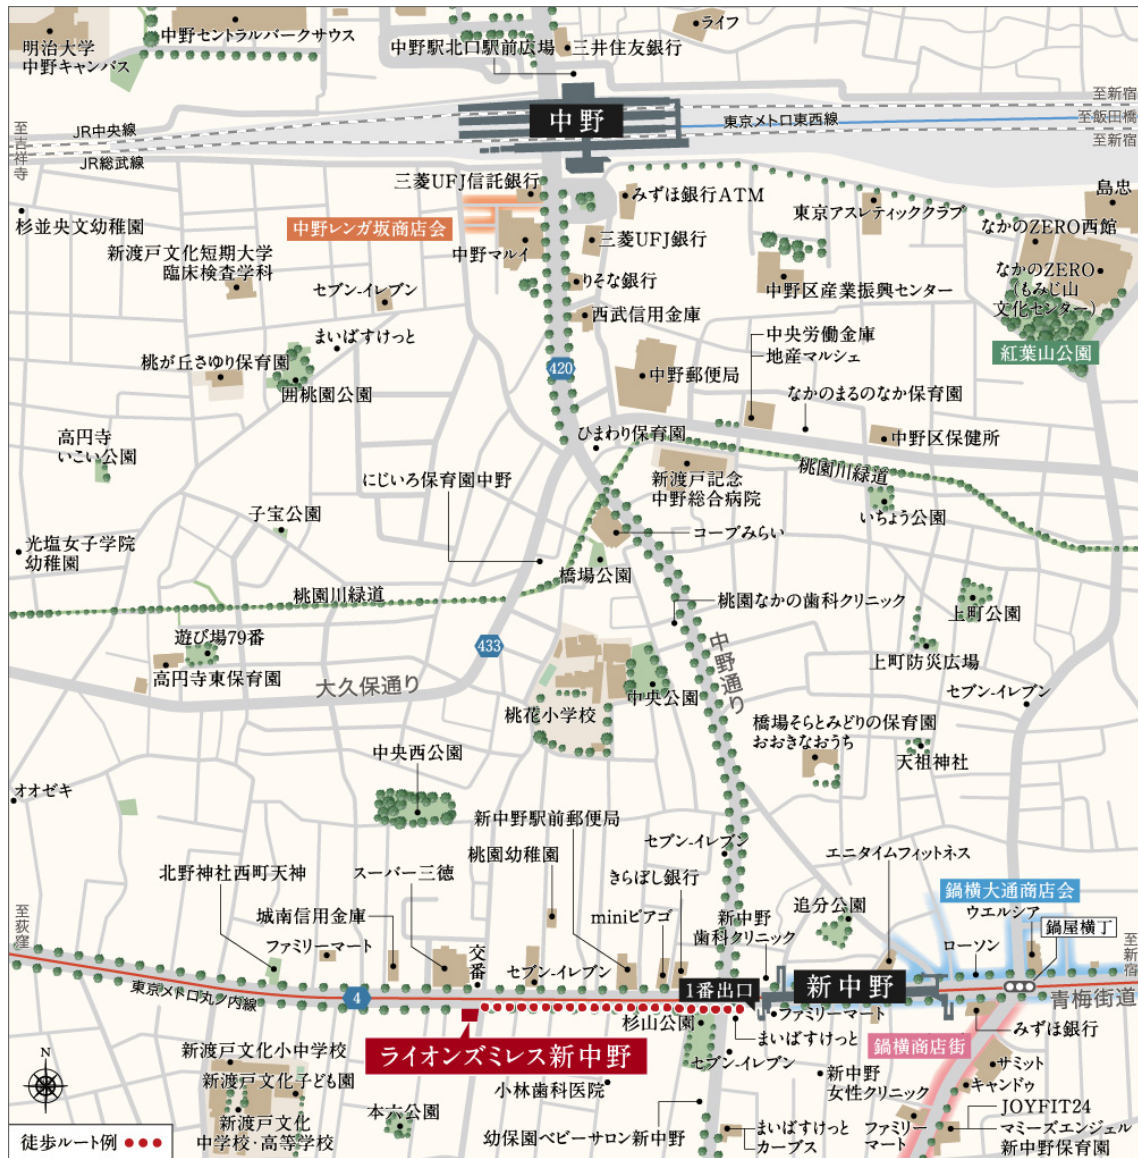 明治大学
中野キャンパス
中野セントラルパークサウス
中野駅北口駅前広場
三井住友銀行
ライフ
至吉祥寺
JR中央線
JR総武線
中野
東京メトロ東西線
至新宿
至飯田橋
至新宿
杉並央文幼稚園
新渡戸文化短期大学
臨床検査学科
中野レンガ坂商店会
三菱UFJ信託銀行
中野マルイ
みずほ銀行ATM
三菱UFJ銀行
りそな銀行
西武信用金庫
東京アスレティッククラブ
中野区産業振興センター
島忠
なかのZERO西館
なかのZERO
(もみじ山
文化センター)
紅葉山公園
セブン-イレブン
まいばすけっと
桃が丘さゆり保育園
囲桃園公園
420
中野郵便局
中央労働金庫
地産マルシェ
なかのまるのなか保育園
中野区保健所
高円寺
いこい公園
ひまわり保育園
にじいろ保育園中野
新渡戸記念
中野総合病院
桃園川緑道
いちょう公園
子宝公園
コープみらい
光塩女子学院
幼稚園
橋場公園
桃園川緑道
桃園なかの歯科クリニック
上町公園
遊び場79番
高円寺東保育園
433
大久保通り
中野通り
上町防災広場
セブン-イレブン
中央公園
桃花小学校
橋場そらとみどりの保育園
おおきなおうち
天祖神社
中央西公園
オオゼキ
新中野駅前郵便局
桃園幼稚園
セブン-イレブン
きらぼし銀行
エニタイムフィットネス
北野神社西町天神
スーパー三徳
城南信用金庫
ファミリーマート
交番
セブン-イレブン
miniピアゴ
新中野
歯科クリニック
追分公園
鍋横大通商店会
ウエルシア
鍋屋横丁
ローソン
至荻窪
至新宿
東京メトロ丸ノ内線
4
1番出口
新中野
青梅街道
杉山公園
ファミリーマート
まいばすけっと
みずほ銀行
鍋横商店街
ライオンズミレス新中野
セブン-イレブン
新中野
女性クリニック
サミット
キャンドゥ
JOYFIT24
マミーズエンジェル
新中野保育園
新渡戸文化小中学校
新渡戸文化子ども園
新渡戸文化
中学校・高等学校
本六公園
小林歯科医院
幼保園ベビーサロン新中野
まいばすけっと
カーブス
ファミリー
マート
N
徒歩ルート例